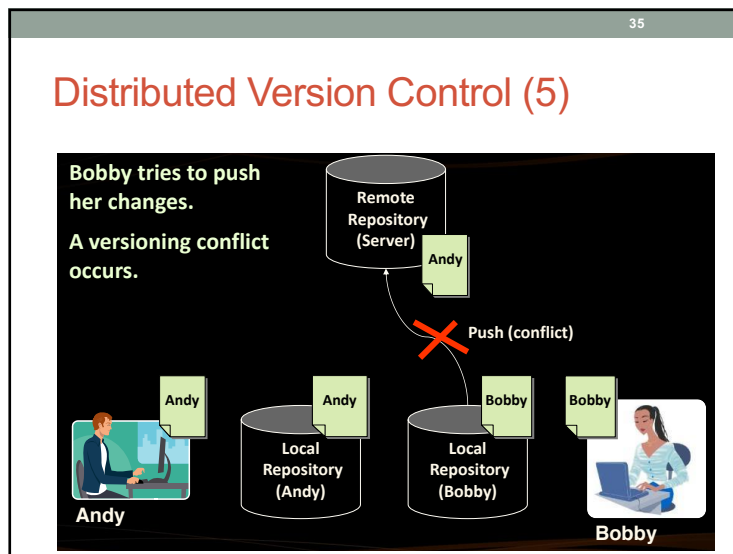 35
Distributed Version Control (5)
Bobby tries to push
her changes.
A versioning conflict
occurs.
Remote
Repository
(Server)
Andy
Push (conflict)
Andy
Andy
Bobby
Bobby
Local
Repository
(Andy)
Local
Repository
(Bobby)
Andy
Bobby